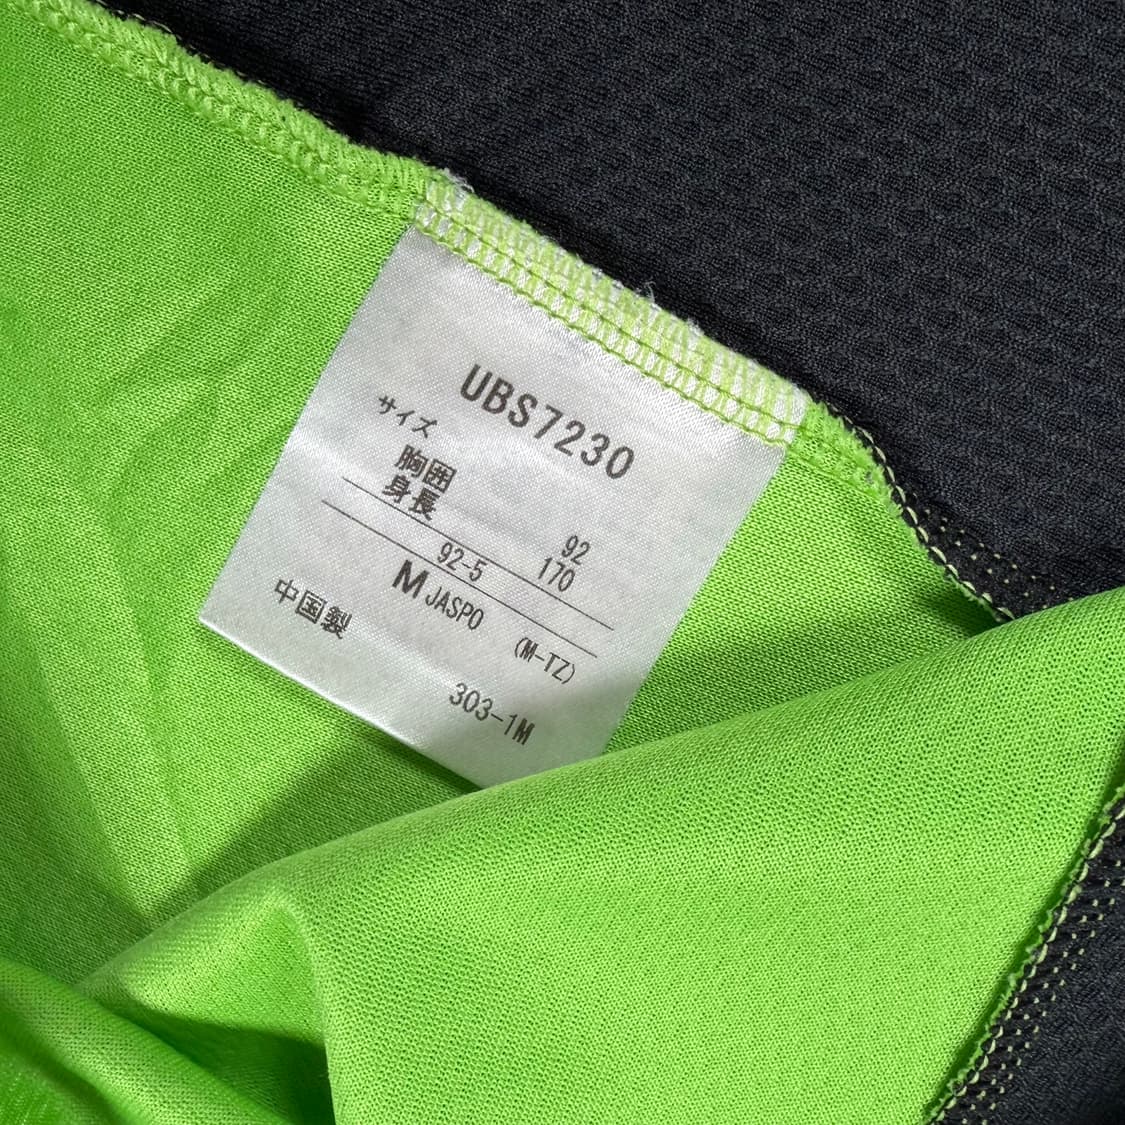 UBS7230
サイズ
胸囲 92
身長 170
92-5
M JASPO (M-TZ)
中国製 303-1M